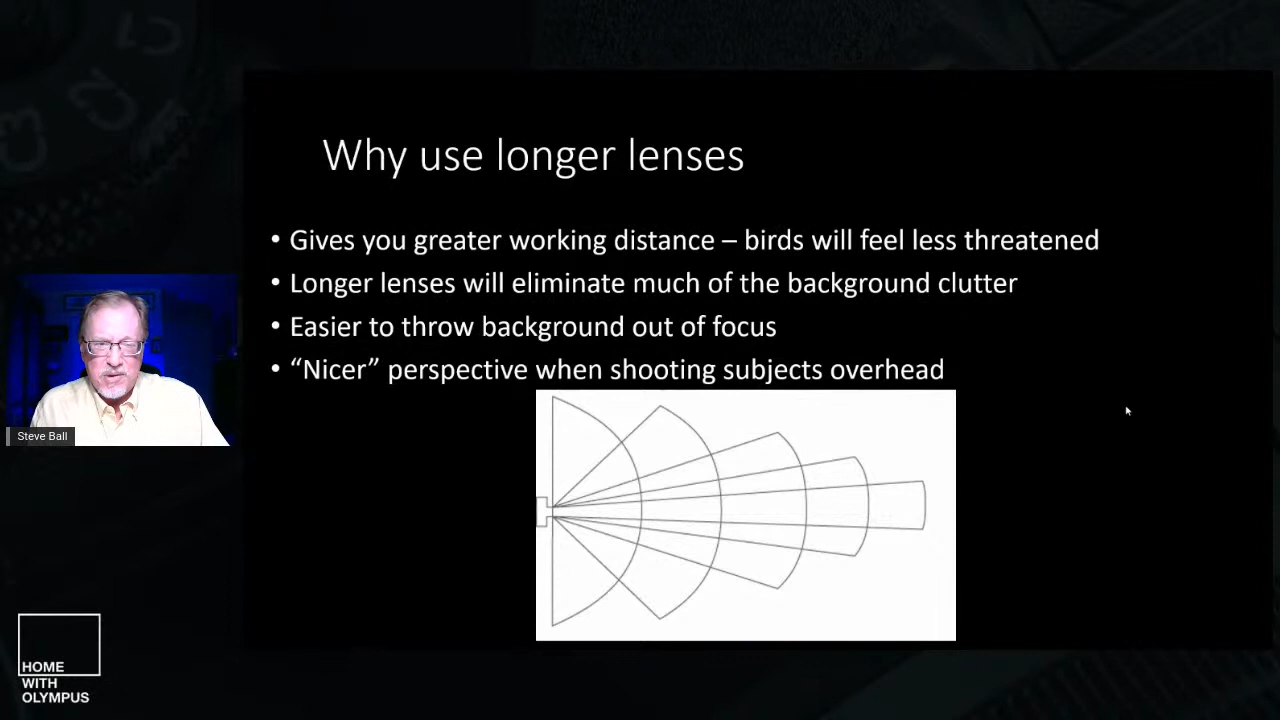 Why use longer lenses
• Gives you greater working distance – birds will feel less threatened
• Longer lenses will eliminate much of the background clutter
• Easier to throw background out of focus
• “Nicer” perspective when shooting subjects overhead
Steve Ball
HOME
WITH
OLYMPUS